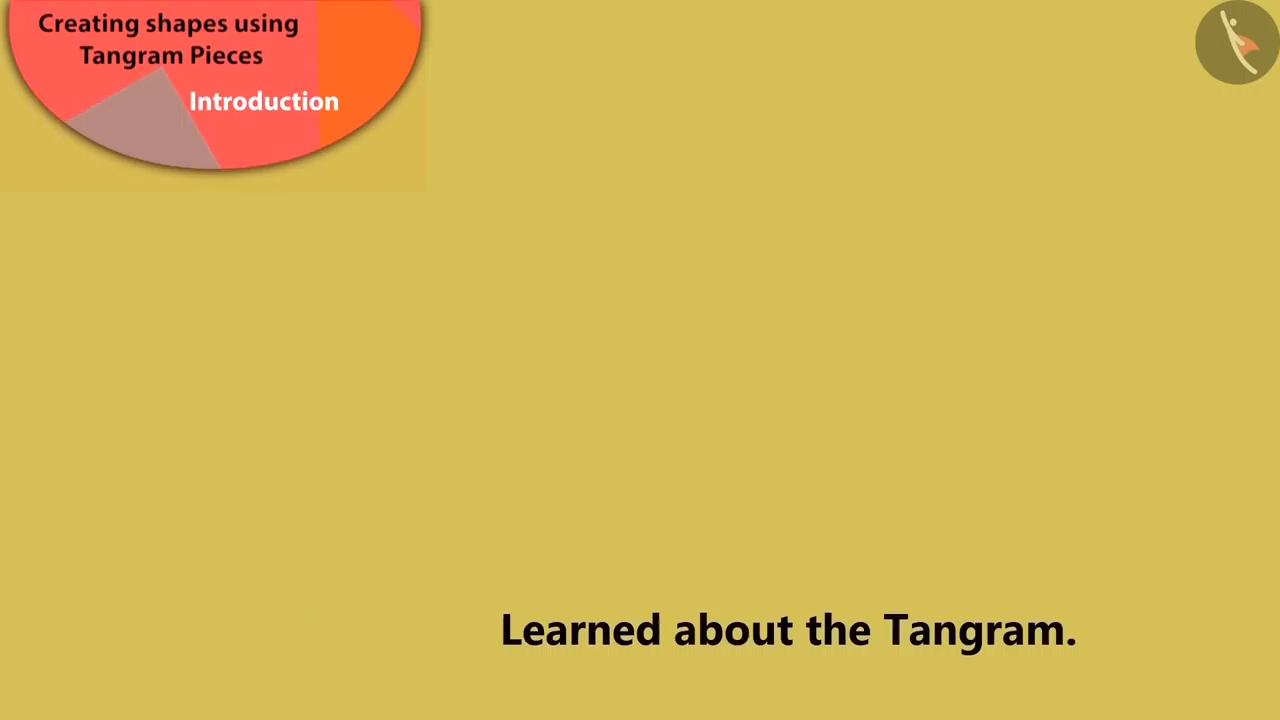 Creating shapes using
Tangram Pieces
Introduction
Learned about the Tangram.